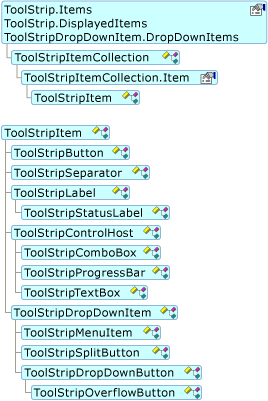 ToolStrip.Items
ToolStrip.DisplayedItems
ToolStripDropDownItem.DropDownItems
ToolStripItemCollection
ToolStripItemCollection.Item
ToolStripItem
ToolStripItem
ToolStripButton
ToolStripSeparator
ToolStripLabel
ToolStripStatusLabel
ToolStripControlHost
ToolStripComboBox
ToolStripProgressBar
ToolStripTextBox
ToolStripDropDownItem
ToolStripMenuItem
ToolStripSplitButton
ToolStripDropDownButton
ToolStripOverflowButton